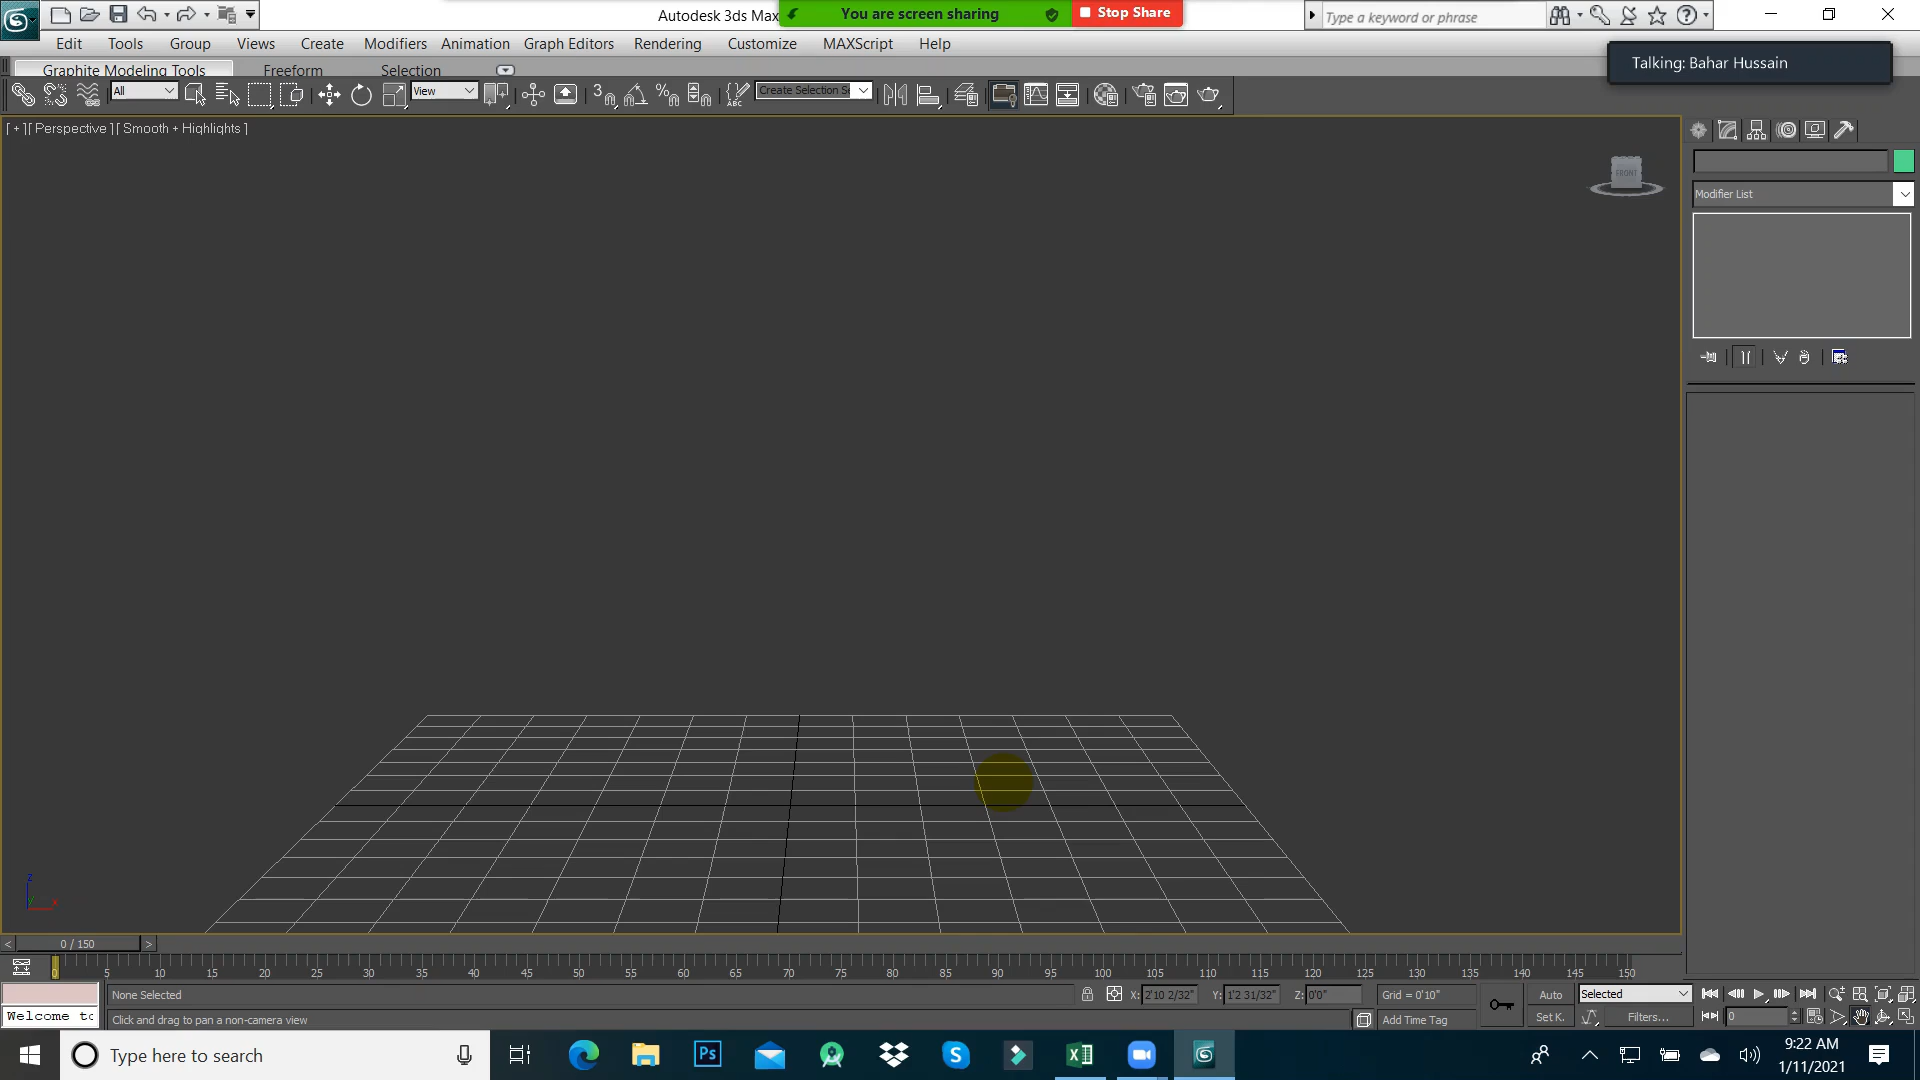 Autodesk 3ds Max
You are screen sharing
Stop Share
Type a keyword or phrase
Edit Tools Group Views Create Modifiers Animation Graph Editors Rendering Customize MAXScript Help
Talking: Bahar Hussain
Graphite Modeling Tools Freeform Selection
All
View
3
ABC
Create Selection Se
[ + ][ Perspective ][ Smooth + Highlights ]
FRONT
Modifier List
z
y
x
< 0 / 150 >
0 5 10 15 20 25 30 35 40 45 50 55 60 65 70 75 80 85 90 95 100 105 110 115 120 125 130 135 140 145 150
None Selected
X: 2'10 2/32" Y: 1'2 31/32" Z: 0'0" Grid = 0'10"
Auto Selected
Welcome to
Click and drag to pan a non-camera view
Add Time Tag
Set K. Filters...
0
Type here to search
Ps
S
9:22 AM
1/11/2021